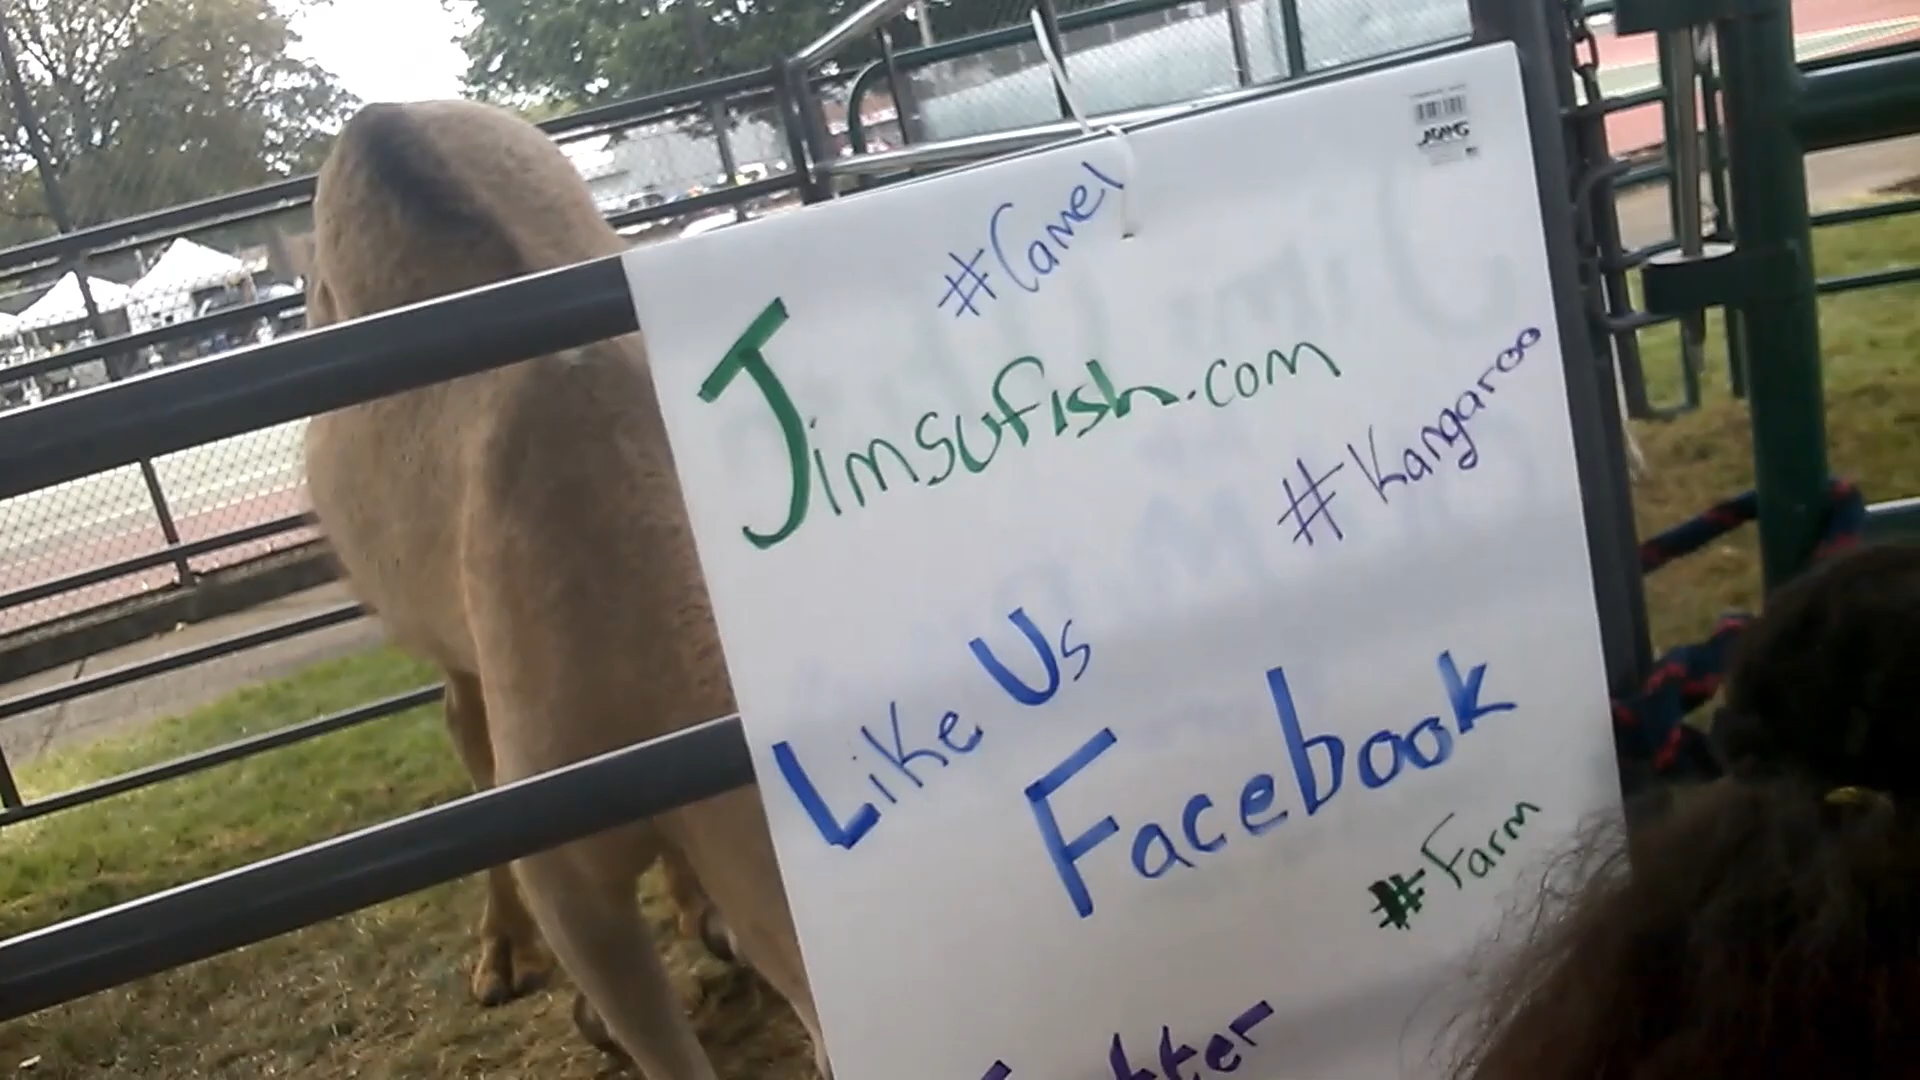 #Camel
Jimsufish.com
#Kangaroo
Like Us
Facebook
#Farm